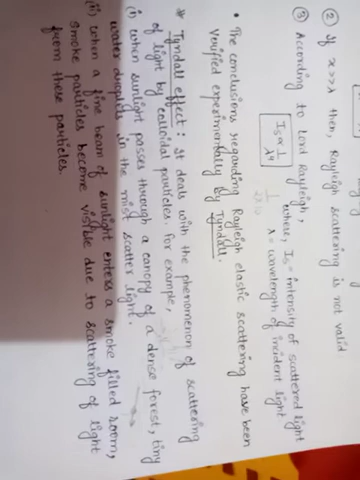 ② If x>>λ then, Rayleigh scattering is not valid
③ According to Lord Rayleigh,
Is ∝ 1/λ⁴
where, Is = intensity of scattered light
λ = wavelength of incident light
• The conclusions regarding Rayleigh elastic scattering have been
verified experimentally by Tyndall.
* Tyndall effect: It deals with the phenomenon of scattering
of light by colloidal particles. For example,
(i) when sunlight passes through a canopy of a dense forest, tiny
water droplets in the mist scatter light.
(ii) when a fine beam of sunlight enters a smoke filled room,
smoke particles become visible due to scattering of light
from these particles